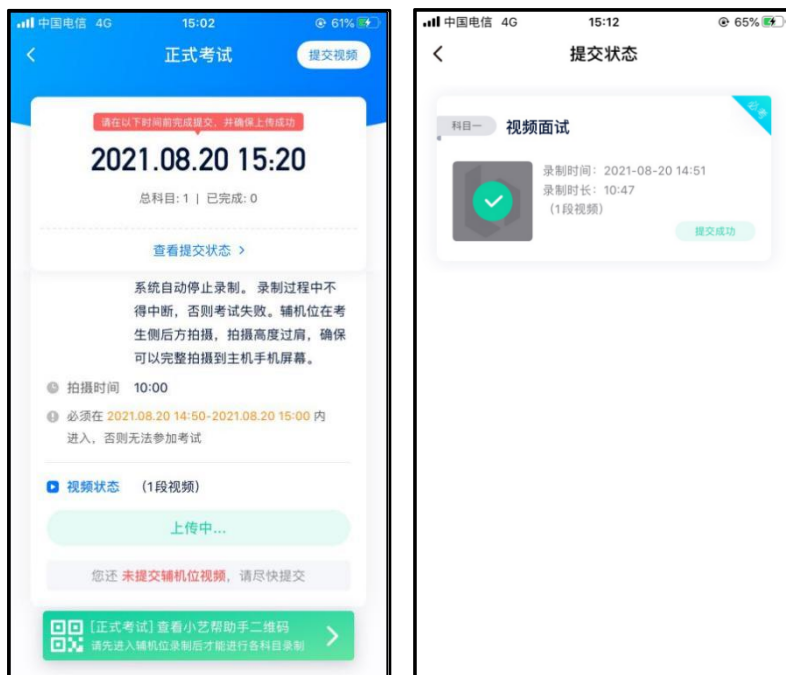 中国电信 4G 15:02 61%
正式考试 提交视频
请在以下时间前完成提交，并确保上传成功
2021.08.20 15:20
总科目: 1 | 已完成: 0
查看提交状态 >
系统自动停止录制。 录制过程中不
得中断，否则考试失败。辅机位在考
生侧后方拍摄，拍摄高度过肩，确保
可以完整拍摄到主机手机屏幕。
拍摄时间 10:00
必须在 2021.08.20 14:50-2021.08.20 15:00 内
进入，否则无法参加考试
视频状态 (1段视频)
上传中...
您还 未提交辅机位视频，请尽快提交
[正式考试] 查看小艺帮助手二维码
请先进入辅机位录制后才能进行各科目录制
中国电信 4G 15:12 65%
提交状态
必考
科目一 视频面试
录制时间：2021-08-20 14:51
录制时长：10:47
(1段视频)
提交成功